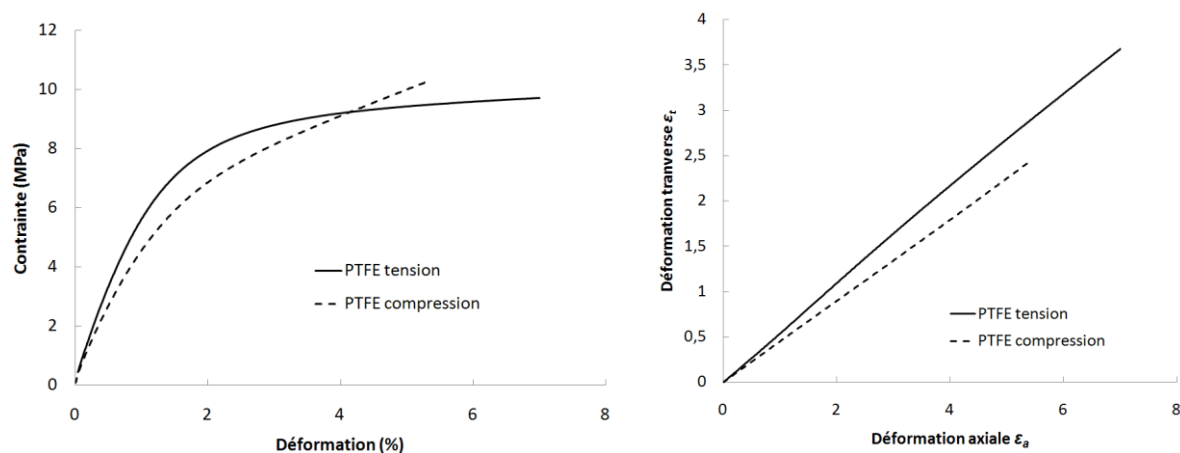 12
10
8
6
4
2
0
0 2 4 6 8
Contrainte (MPa)
Déformation (%)
PTFE tension
PTFE compression
4
3,5
3
2,5
2
1,5
1
0,5
0
0 2 4 6 8
Déformation tranverse εt
Déformation axiale εa
PTFE tension
PTFE compression